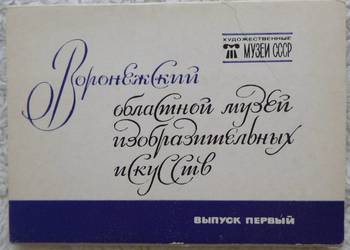 ХУДОЖЕСТВЕННЫЕ
МУЗЕИ СССР
Воронежский
областной музей
изобразительных
искусств
ВЫПУСК ПЕРВЫЙ